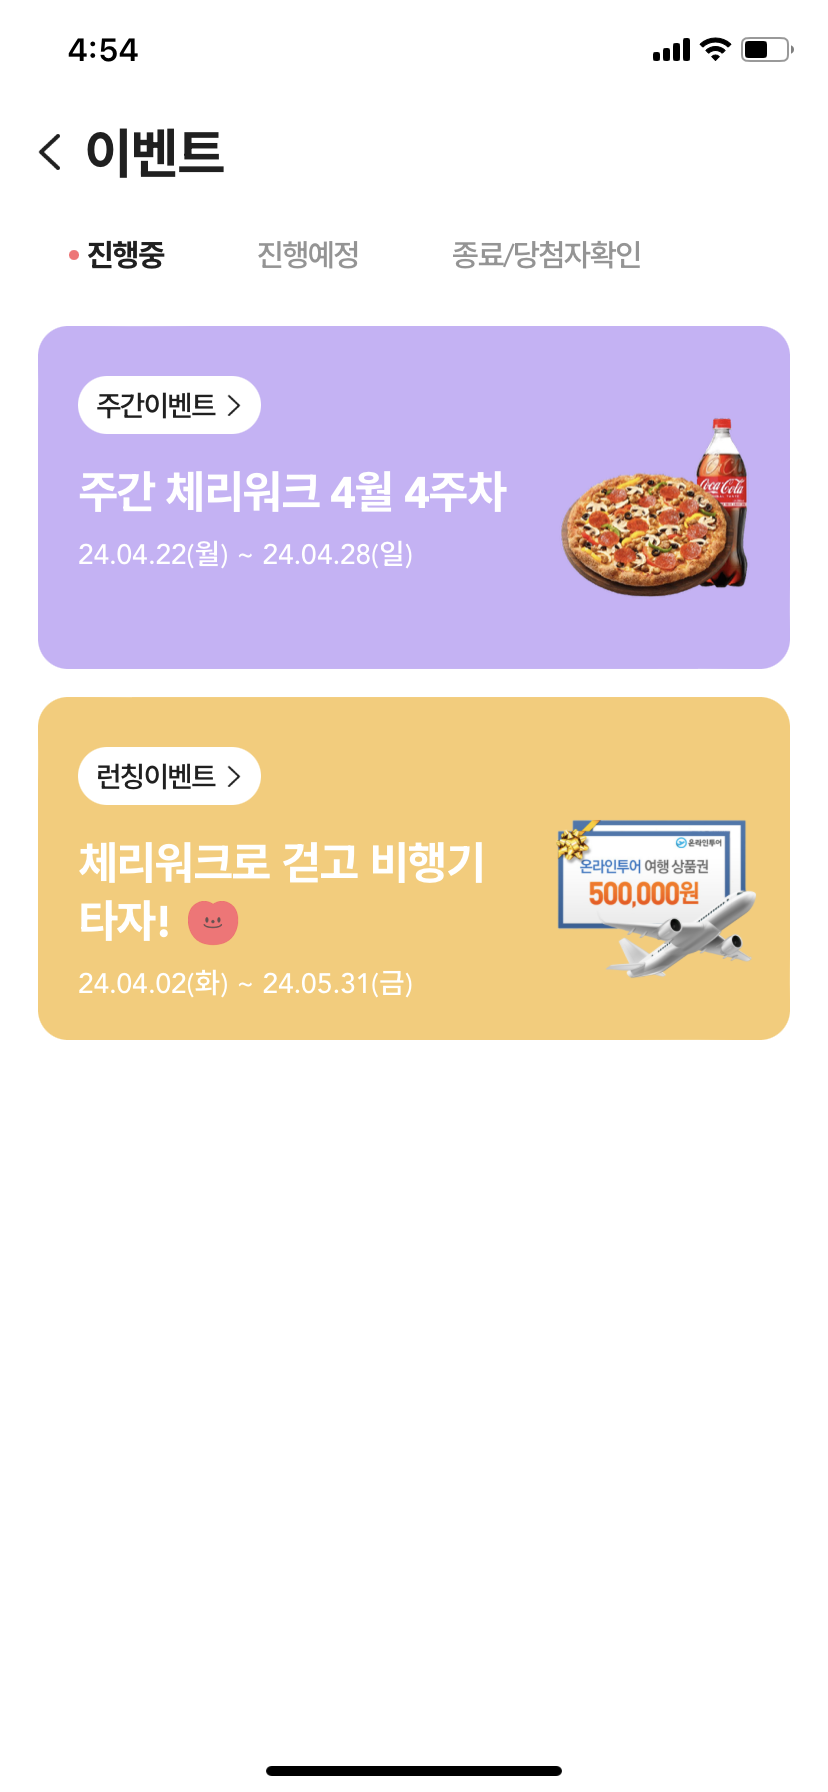 4:54
이벤트
진행중 진행예정 종료/당첨자확인
주간이벤트
주간 체리워크 4월 4주차
24.04.22(월) ~ 24.04.28(일)
Coca-Cola
런칭이벤트
체리워크로 걷고 비행기
타자!
24.04.02(화) ~ 24.05.31(금)
온라인투어
온라인투어 여행 상품권
500,000원